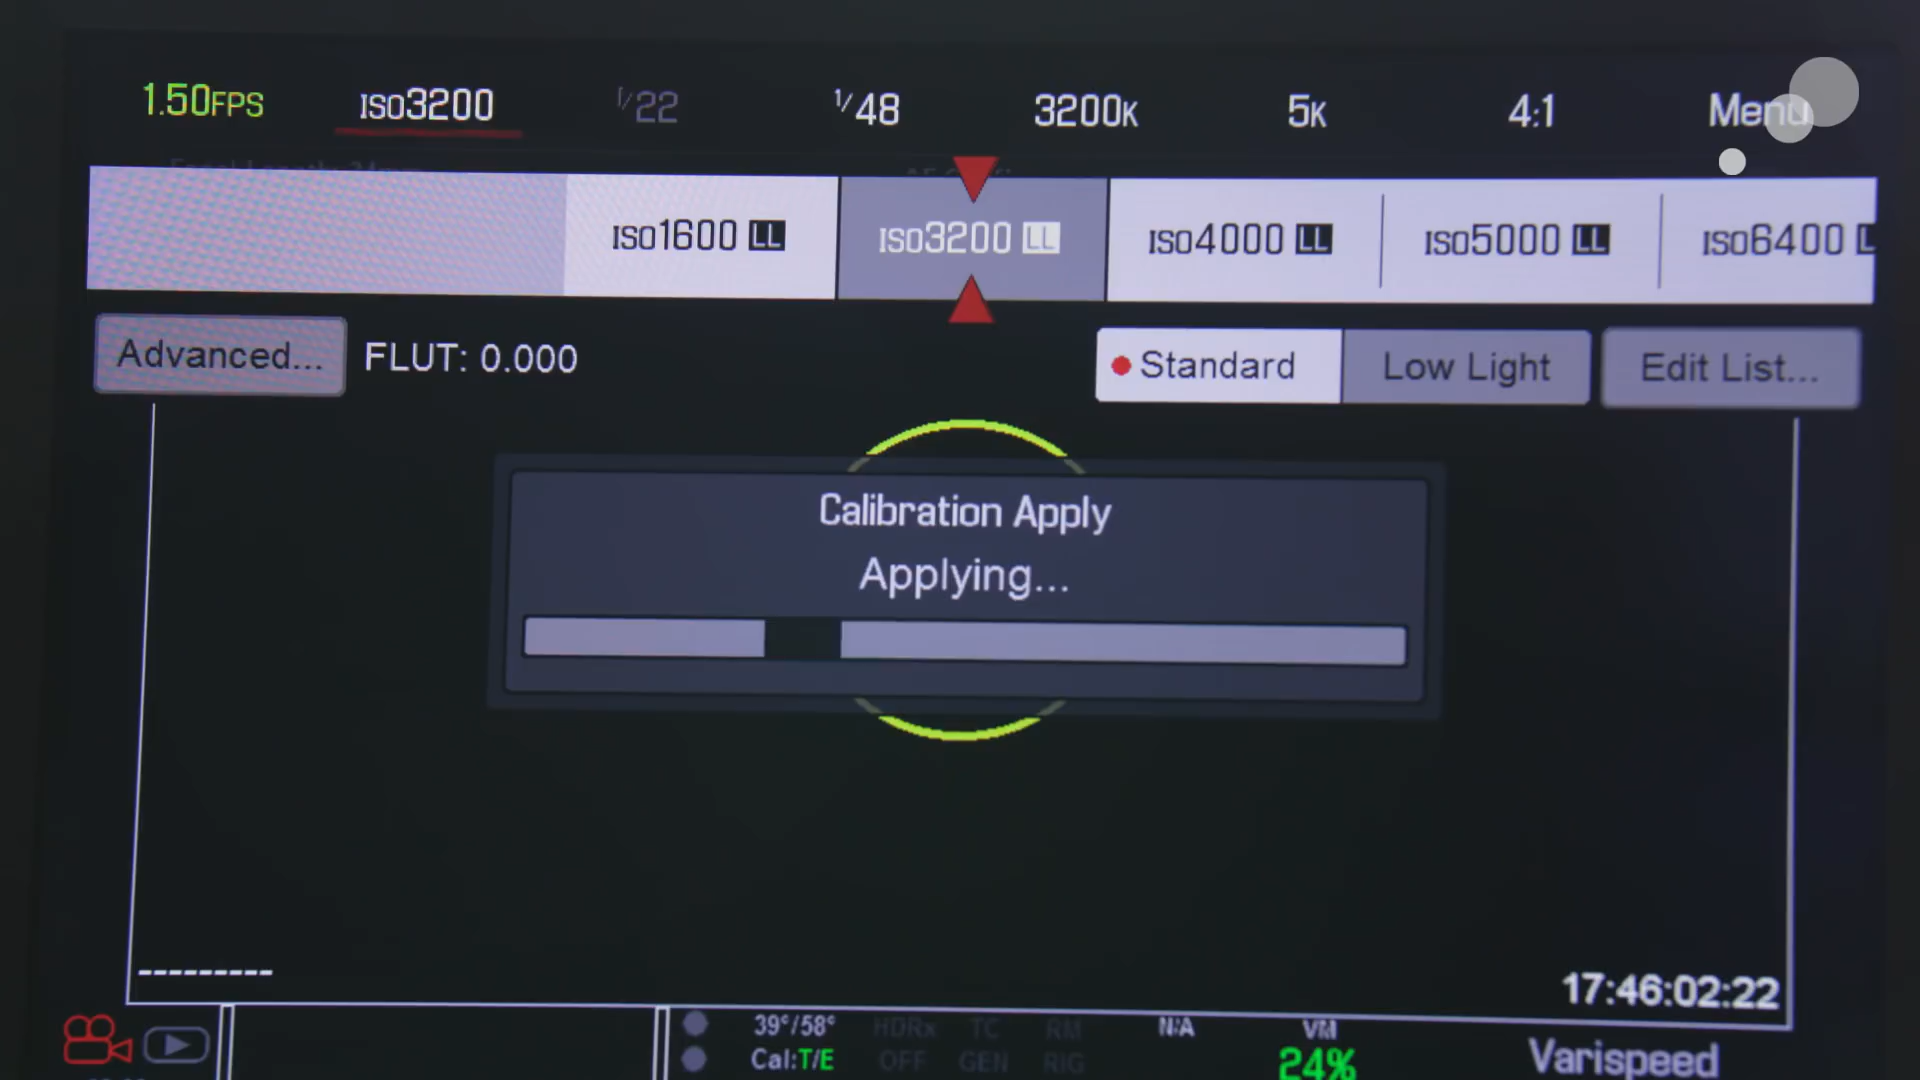 1.50FPS ISO3200 1/22 1/48 3200K 5K 4:1 Menu
ISO1600 LL ISO3200 LL ISO4000 LL ISO5000 LL ISO6400
Advanced... FLUT: 0.000 Standard Low Light Edit List...
Calibration Apply
Applying...
---------
17:46:02:22
39°/58° HDRx TC RM N/A VM
Cal:T/E OFF GEN RIG 24% Varispeed